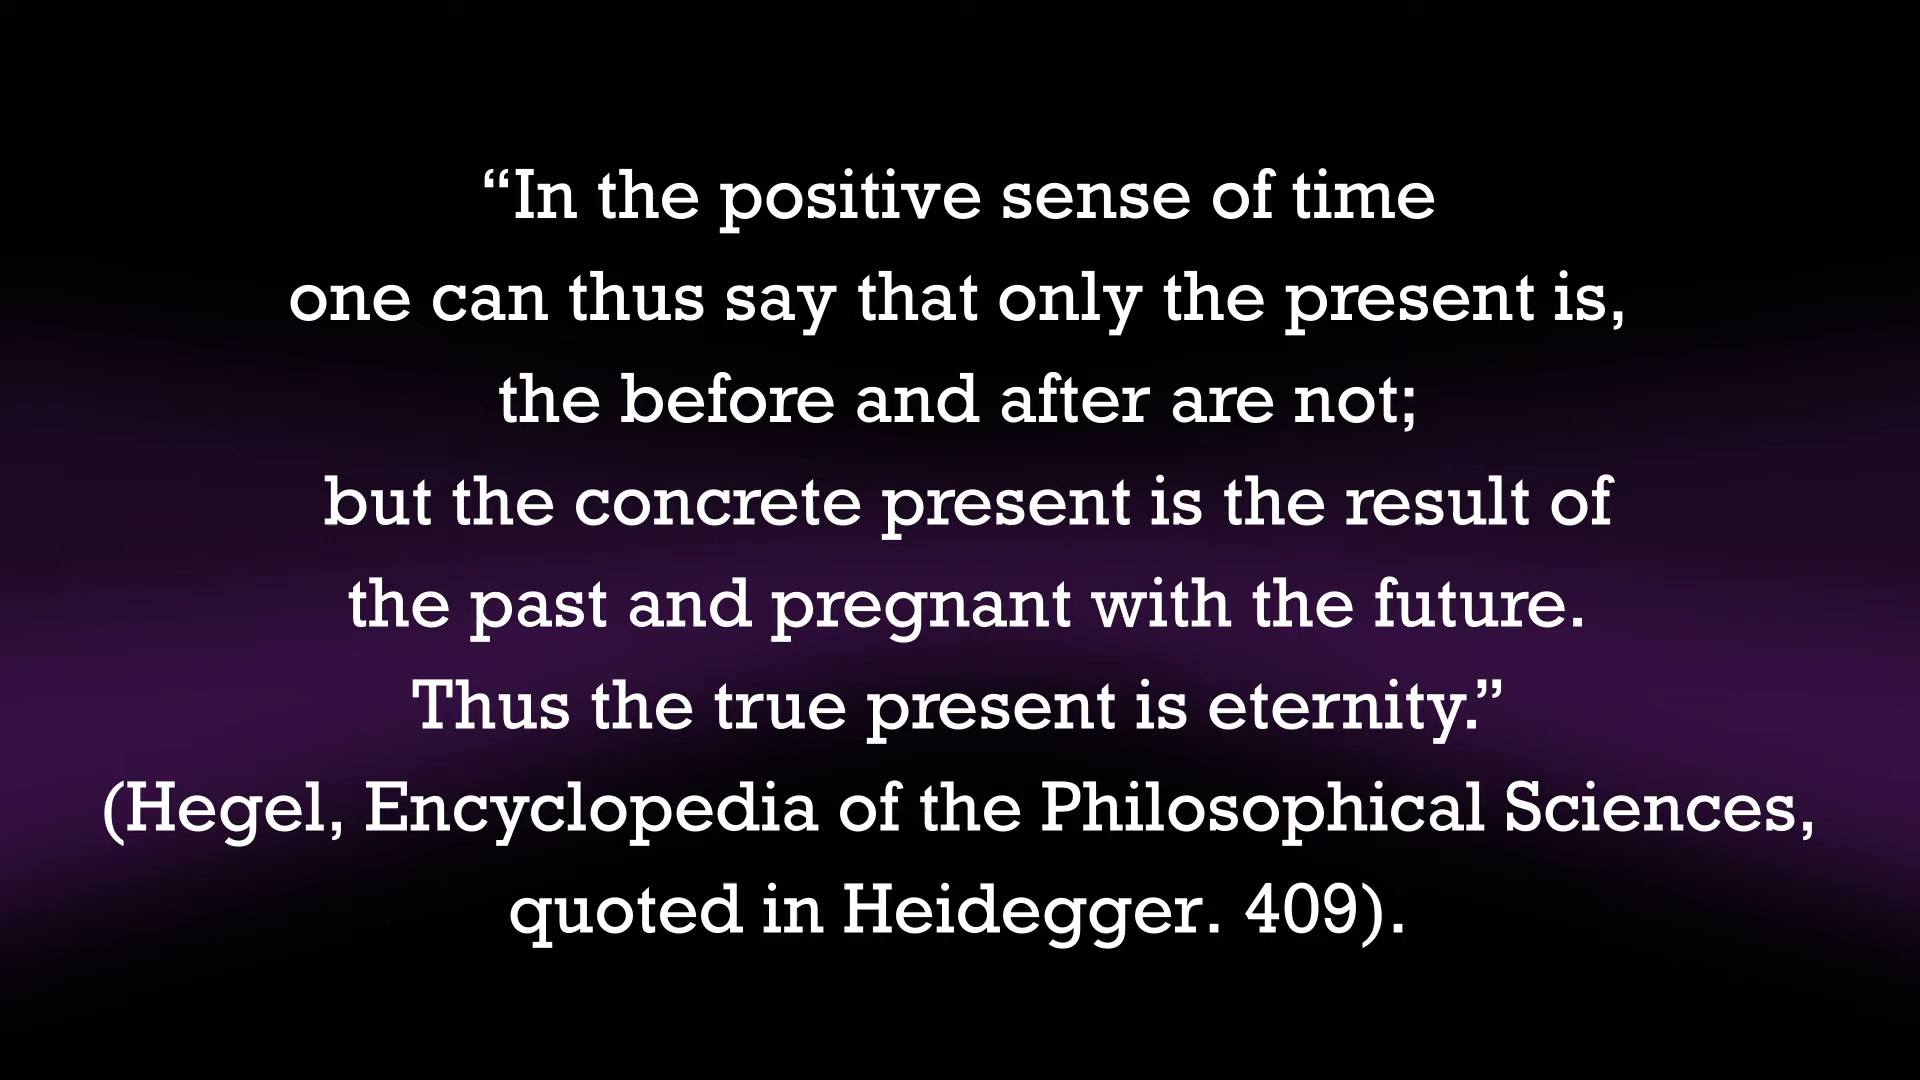 “In the positive sense of time
one can thus say that only the present is,
the before and after are not;
but the concrete present is the result of
the past and pregnant with the future.
Thus the true present is eternity.”
(Hegel, Encyclopedia of the Philosophical Sciences,
quoted in Heidegger. 409).